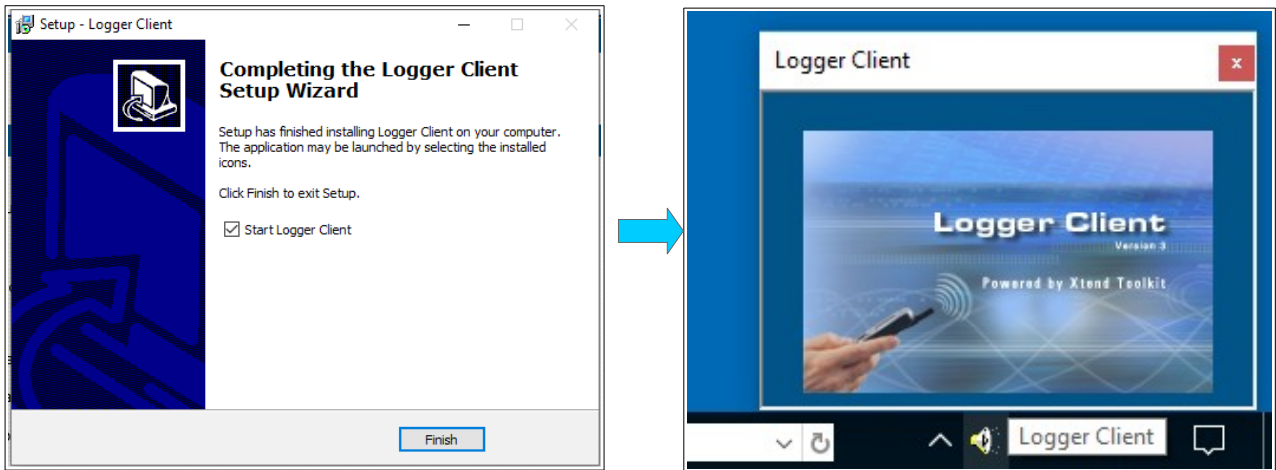 Setup - Logger Client
Completing the Logger Client
Setup Wizard
Setup has finished installing Logger Client on your computer.
The application may be launched by selecting the installed
icons.
Click Finish to exit Setup.
Start Logger Client
Finish
Logger Client
x
Logger Client
Version 3
Powered by Xtend Toolkit
Logger Client